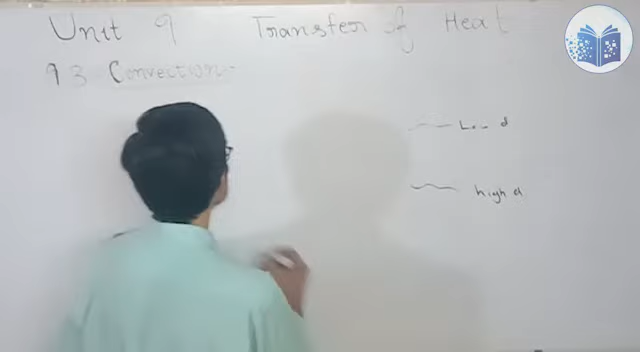 Unit 9 Transfer of Heat
9.3 Convection:-
Low d
high d